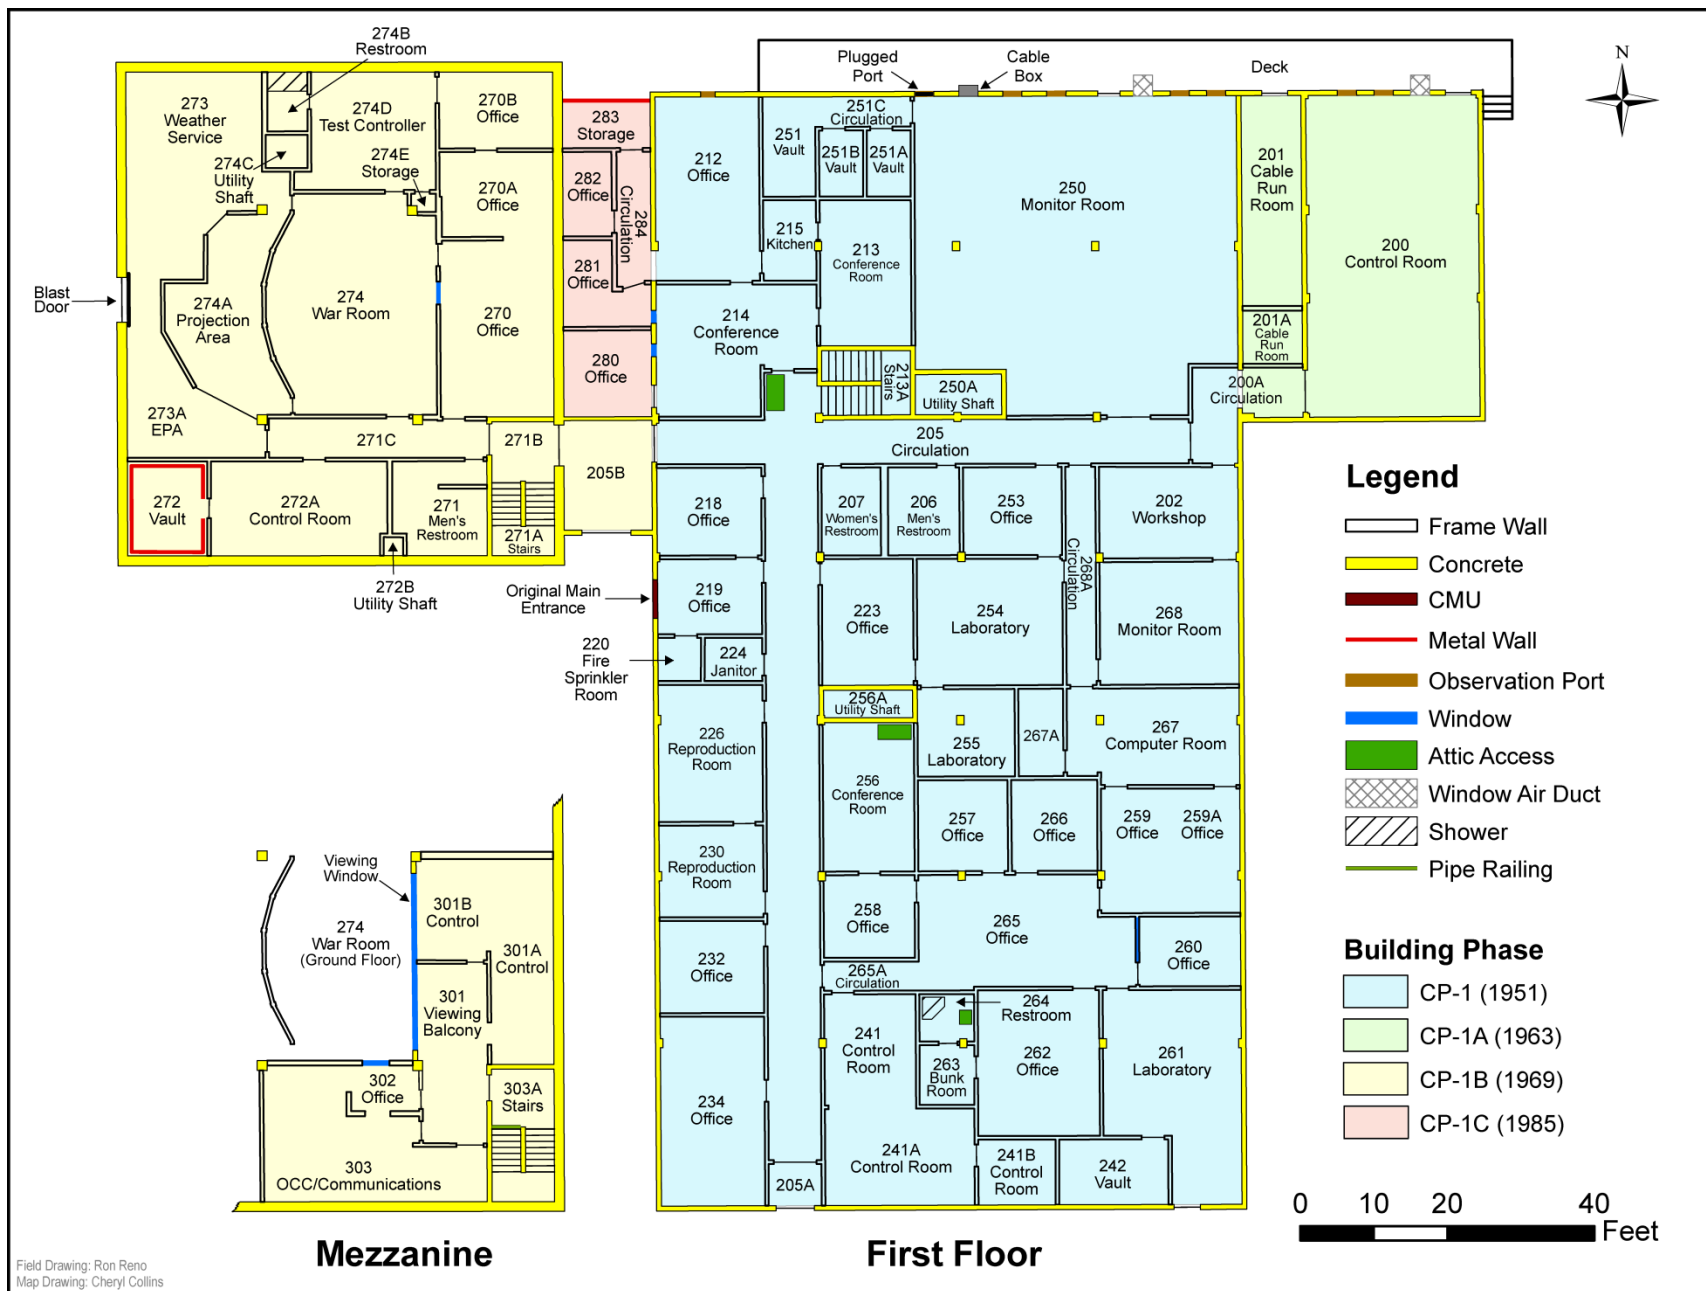 274B
Restroom
273
Weather
Service
274D
Test Controller
270B
Office
274C
Utility
Shaft
274E
Storage
270A
Office
283
Storage
282
Office
284
Circulation
281
Office
280
Office
Blast
Door
274A
Projection
Area
274
War Room
270
Office
273A
EPA
271C
271B
205B
272
Vault
272A
Control Room
271
Men's
Restroom
271A
Stairs
272B
Utility Shaft
Plugged
Port
Cable
Box
Deck
N
212
Office
251
Vault
251C
Circulation
251B
Vault
251A
Vault
215
Kitchen
213
Conference
Room
250
Monitor Room
201
Cable
Run
Room
200
Control Room
214
Conference
Room
213A
Stairs
250A
Utility Shaft
201A
Cable
Run
Room
200A
Circulation
205
Circulation
218
Office
207
Women's
Restroom
206
Men's
Restroom
253
Office
202
Workshop
268A
Circulation
Original Main
Entrance
219
Office
223
Office
254
Laboratory
268
Monitor Room
220
Fire
Sprinkler
Room
224
Janitor
256A
Utility Shaft
226
Reproduction
Room
255
Laboratory
267A
267
Computer Room
256
Conference
Room
257
Office
266
Office
259
Office
259A
Office
230
Reproduction
Room
258
Office
265
Office
260
Office
232
Office
265A
Circulation
264
Restroom
241
Control
Room
263
Bunk
Room
262
Office
261
Laboratory
234
Office
241A
Control Room
241B
Control
Room
242
Vault
205A
Viewing
Window
274
War Room
(Ground Floor)
301B
Control
301A
Control
301
Viewing
Balcony
302
Office
303A
Stairs
303
OCC/Communications
Legend
Frame Wall
Concrete
CMU
Metal Wall
Observation Port
Window
Attic Access
Window Air Duct
Shower
Pipe Railing
Building Phase
CP-1 (1951)
CP-1A (1963)
CP-1B (1969)
CP-1C (1985)
0 10 20 40
Feet
Mezzanine
First Floor
Field Drawing: Ron Reno
Map Drawing: Cheryl Collins